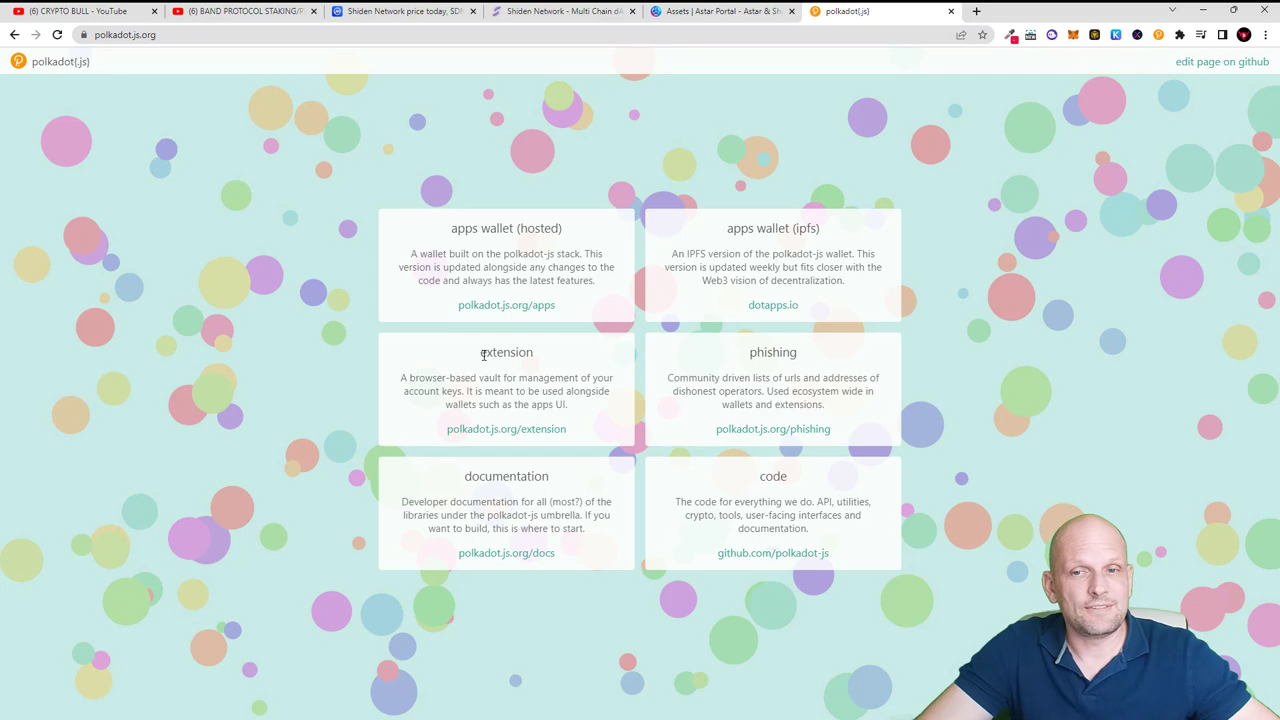 (6) CRYPTO BULL - YouTube
(6) BAND PROTOCOL STAKING/P
Shiden Network price today, SDN
Shiden Network - Multi Chain dA
Assets | Astar Portal - Astar & Shi
polkadot{.js}
polkadot.js.org
polkadot{.js}
edit page on github
apps wallet (hosted)
A wallet built on the polkadot-js stack. This
version is updated alongside any changes to the
code and always has the latest features.
polkadot.js.org/apps
apps wallet (ipfs)
An IPFS version of the polkadot-js wallet. This
version is updated weekly but fits closer with the
Web3 vision of decentralization.
dotapps.io
extension
A browser-based vault for management of your
account keys. It is meant to be used alongside
wallets such as the apps UI.
polkadot.js.org/extension
phishing
Community driven lists of urls and addresses of
dishonest operators. Used ecosystem wide in
wallets and extensions.
polkadot.js.org/phishing
documentation
Developer documentation for all (most?) of the
libraries under the polkadot-js umbrella. If you
want to build, this is where to start.
polkadot.js.org/docs
code
The code for everything we do. API, utilities,
crypto, tools, user-facing interfaces and
documentation.
github.com/polkadot-js